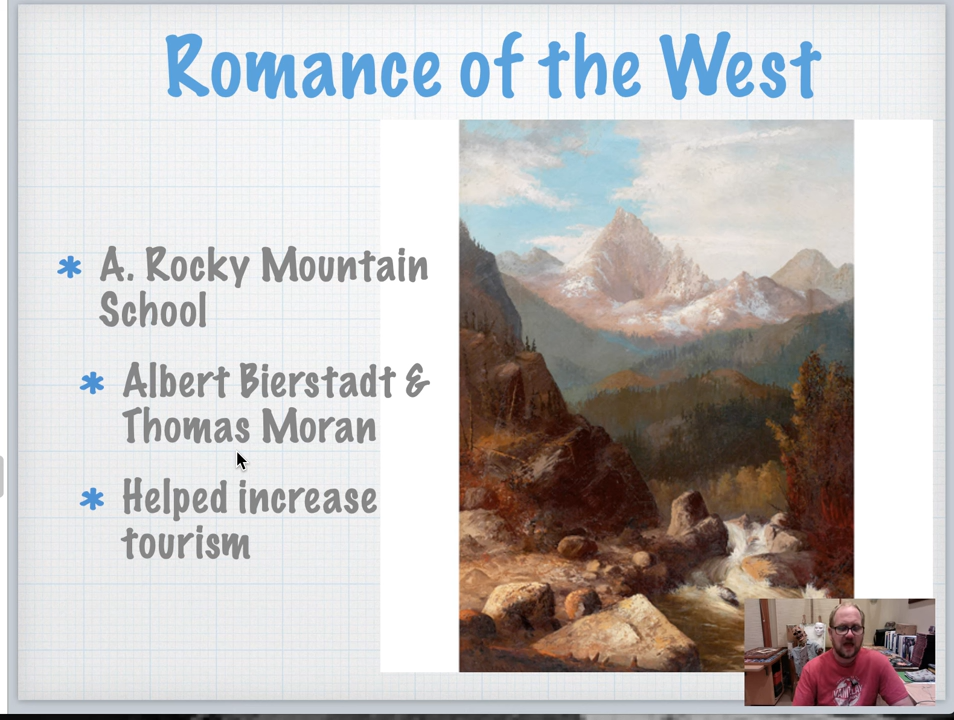 Romance of the West
* A. Rocky Mountain
School
* Albert Bierstadt &
Thomas Moran
* Helped increase
tourism